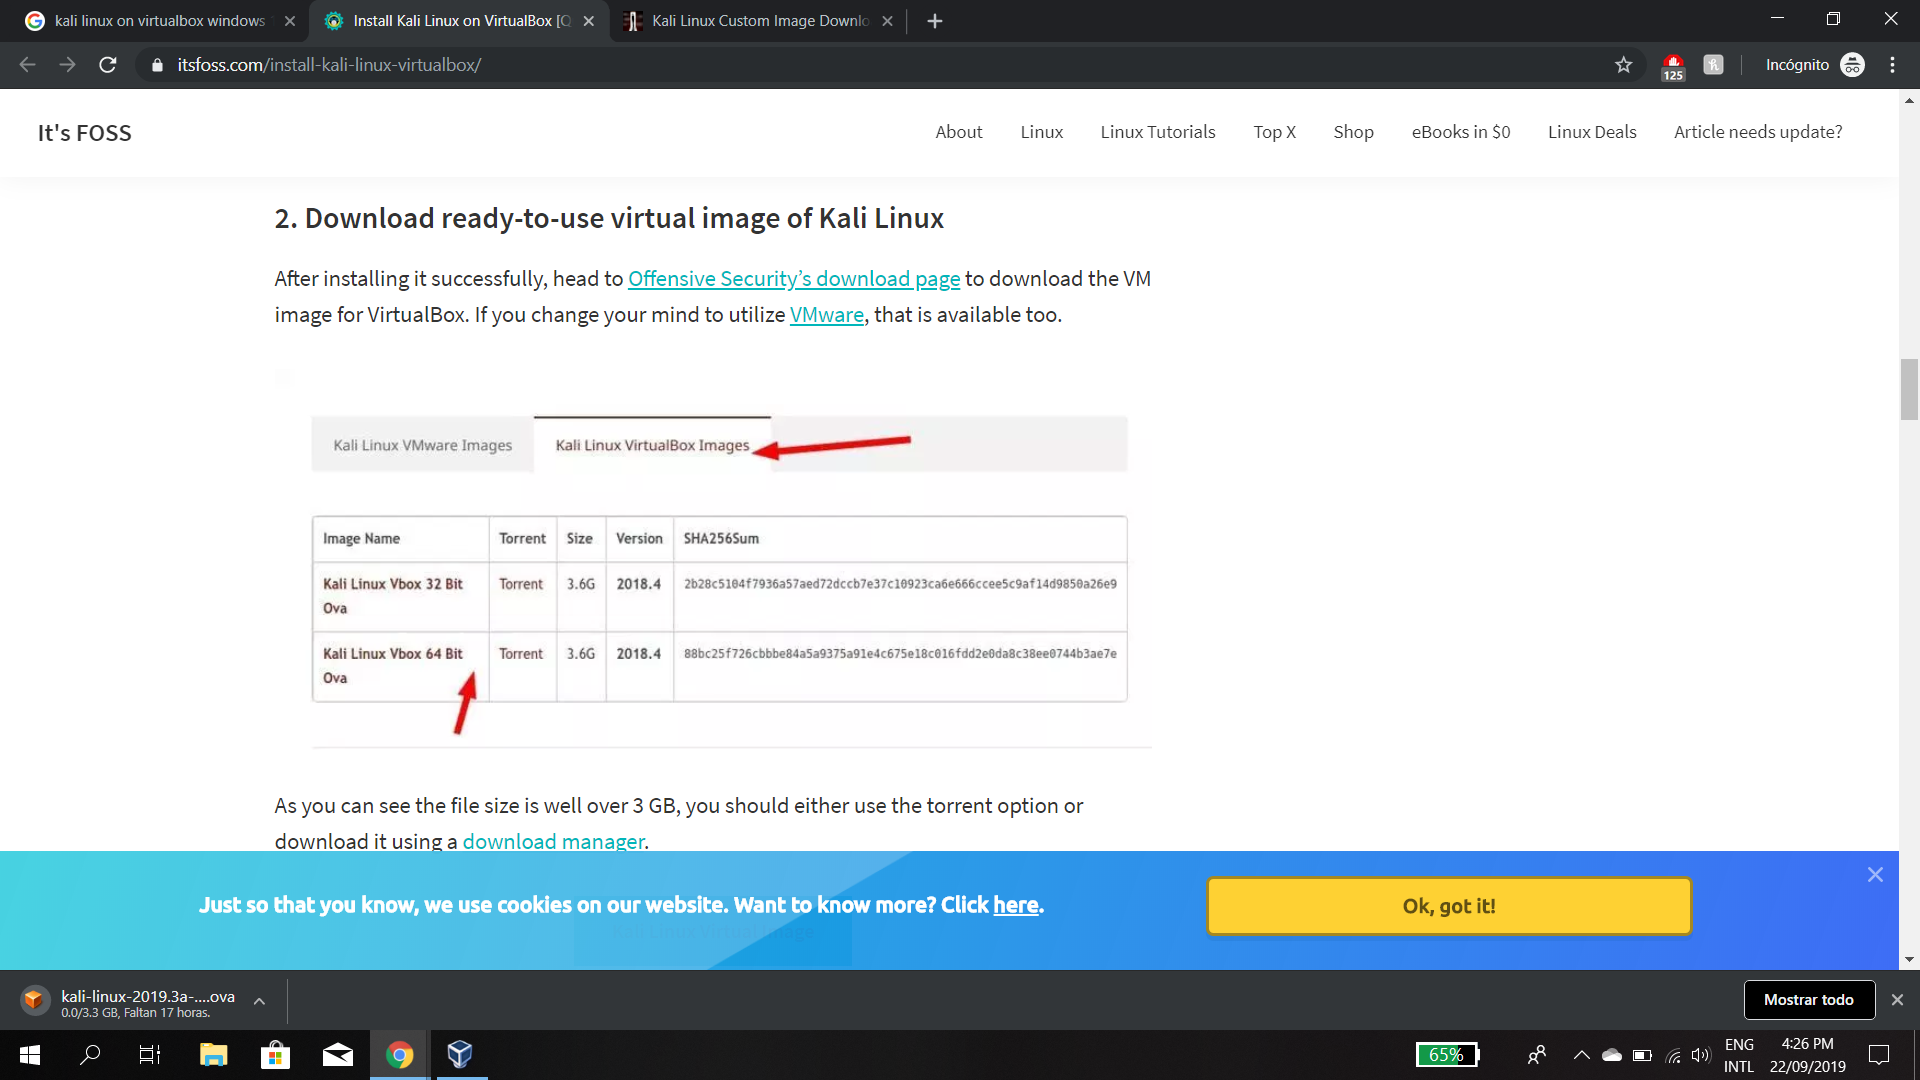 kali linux on virtualbox windows
Install Kali Linux on VirtualBox [Q
Kali Linux Custom Image Downlo
itsfoss.com/install-kali-linux-virtualbox/
125
Incógnito
It's FOSS
About
Linux
Linux Tutorials
Top X
Shop
eBooks in $0
Linux Deals
Article needs update?
2. Download ready-to-use virtual image of Kali Linux
After installing it successfully, head to Offensive Security’s download page to download the VM
image for VirtualBox. If you change your mind to utilize VMware, that is available too.
Kali Linux VMware Images
Kali Linux VirtualBox Images
Image Name Torrent Size Version SHA256Sum
Kali Linux Vbox 32 Bit Torrent 3.6G 2018.4 2b28c5104f7936a57aed72dccb7e37c10923ca6e666ccee5c9af14d9850a26e9
Ova
Kali Linux Vbox 64 Bit Torrent 3.6G 2018.4 88bc25f726cbbbe84a5a9375a91e4c675e18c016fdd2e0da8c38ee0744b3ae7e
Ova
As you can see the file size is well over 3 GB, you should either use the torrent option or
download it using a download manager.
Just so that you know, we use cookies on our website. Want to know more? Click here.
Ok, got it!
kali-linux-2019.3a-....ova
0.0/3.3 GB, Faltan 17 horas.
Mostrar todo
65%
ENG
INTL
4:26 PM
22/09/2019